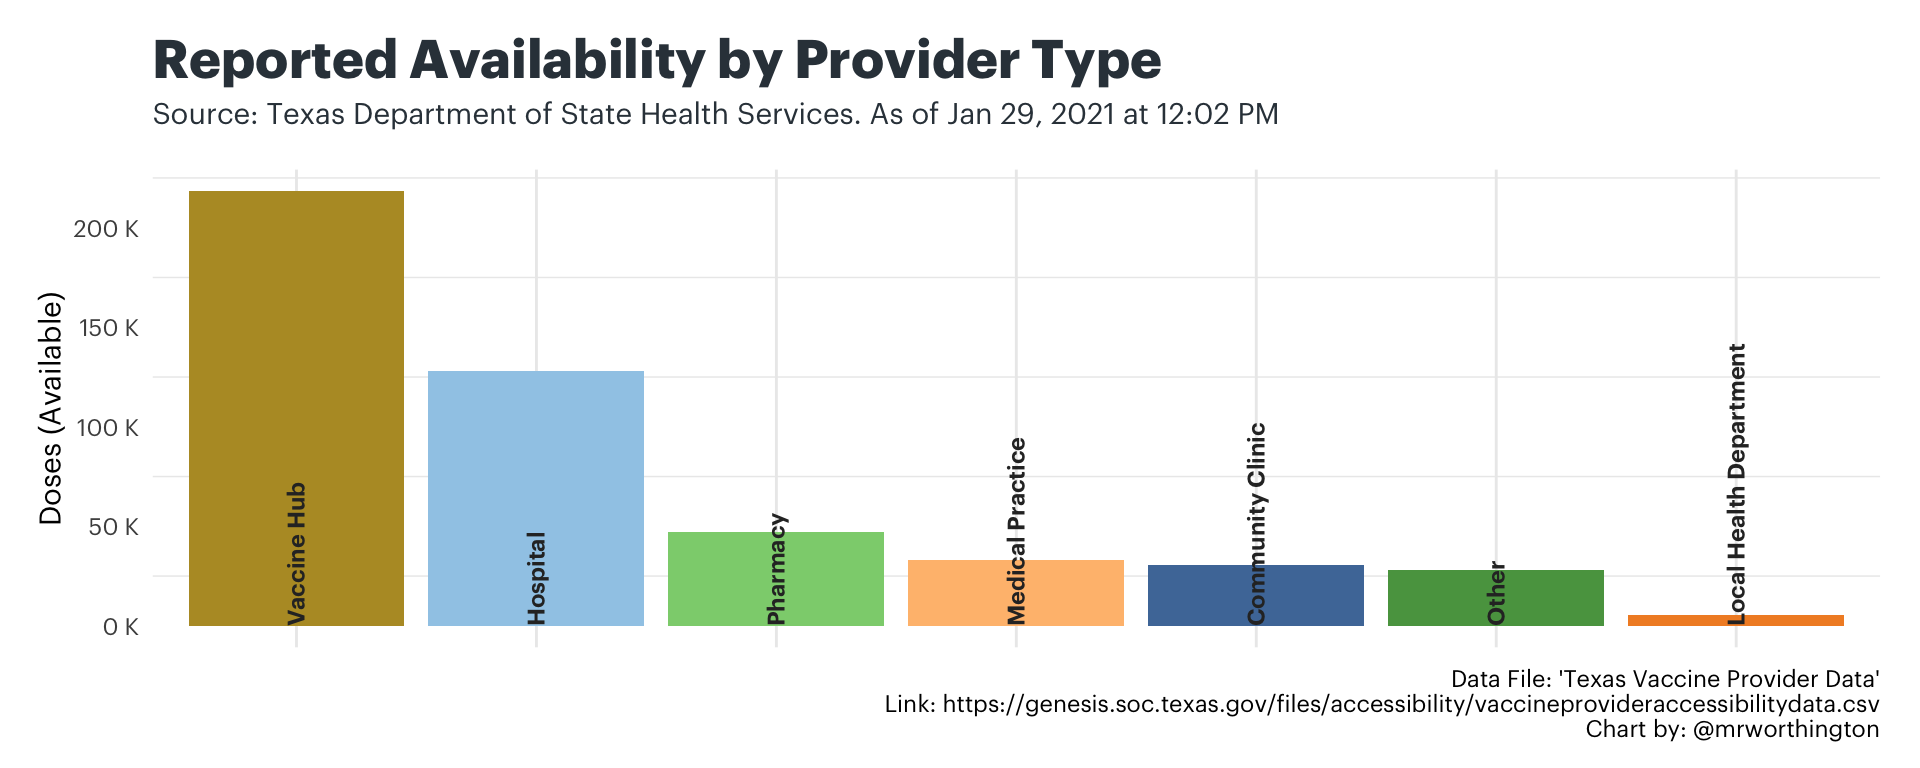 Reported Availability by Provider Type
Source: Texas Department of State Health Services. As of Jan 29, 2021 at 12:02 PM
Doses (Available)
200 K
150 K
100 K
50 K
0 K
Vaccine Hub
Hospital
Pharmacy
Medical Practice
Community Clinic
Other
Local Health Department
Data File: 'Texas Vaccine Provider Data'
Link: https://genesis.soc.texas.gov/files/accessibility/vaccineprovideraccessibilitydata.csv
Chart by: @mrworthington